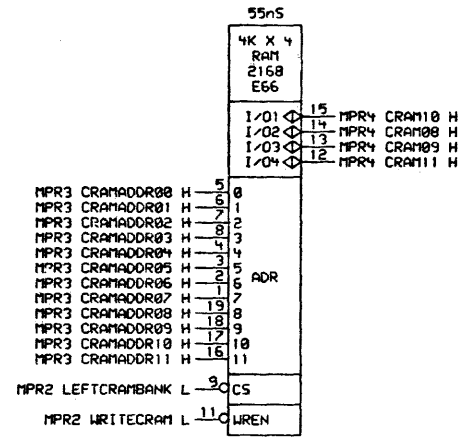 55nS
4K X 4
RAM
2168
E66
I/O1 15 MPR4 CRAM10 H
I/O2 14 MPR4 CRAM08 H
I/O3 13 MPR4 CRAM09 H
I/O4 12 MPR4 CRAM11 H
MPR3 CRAMADDR00 H 5 0
MPR3 CRAMADDR01 H 6 1
MPR3 CRAMADDR02 H 7 2
MPR3 CRAMADDR03 H 8 3
MPR3 CRAMADDR04 H 4 4
MPR3 CRAMADDR05 H 3 5
ADR
MPR3 CRAMADDR06 H 2 6
MPR3 CRAMADDR07 H 1 7
MPR3 CRAMADDR08 H 19 8
MPR3 CRAMADDR09 H 18 9
MPR3 CRAMADDR10 H 17 10
MPR3 CRAMADDR11 H 16 11
MPR2 LEFTCRAMBANK L 9 CS
MPR2 WRITECRAM L 11 WREN